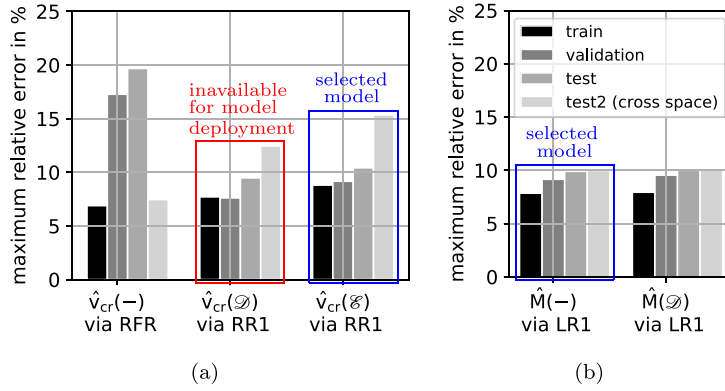 maximum relative error in %
25
20
15
10
5
0
inavailable
for model
deployment
selected
model
v̂cr(−)
via RFR
v̂cr(𝒟)
via RR1
v̂cr(ℰ)
via RR1
(a)
maximum relative error in %
25
20
15
10
5
0
train
validation
test
test2 (cross space)
selected
model
M̂(−)
via LR1
M̂(𝒟)
via LR1
(b)